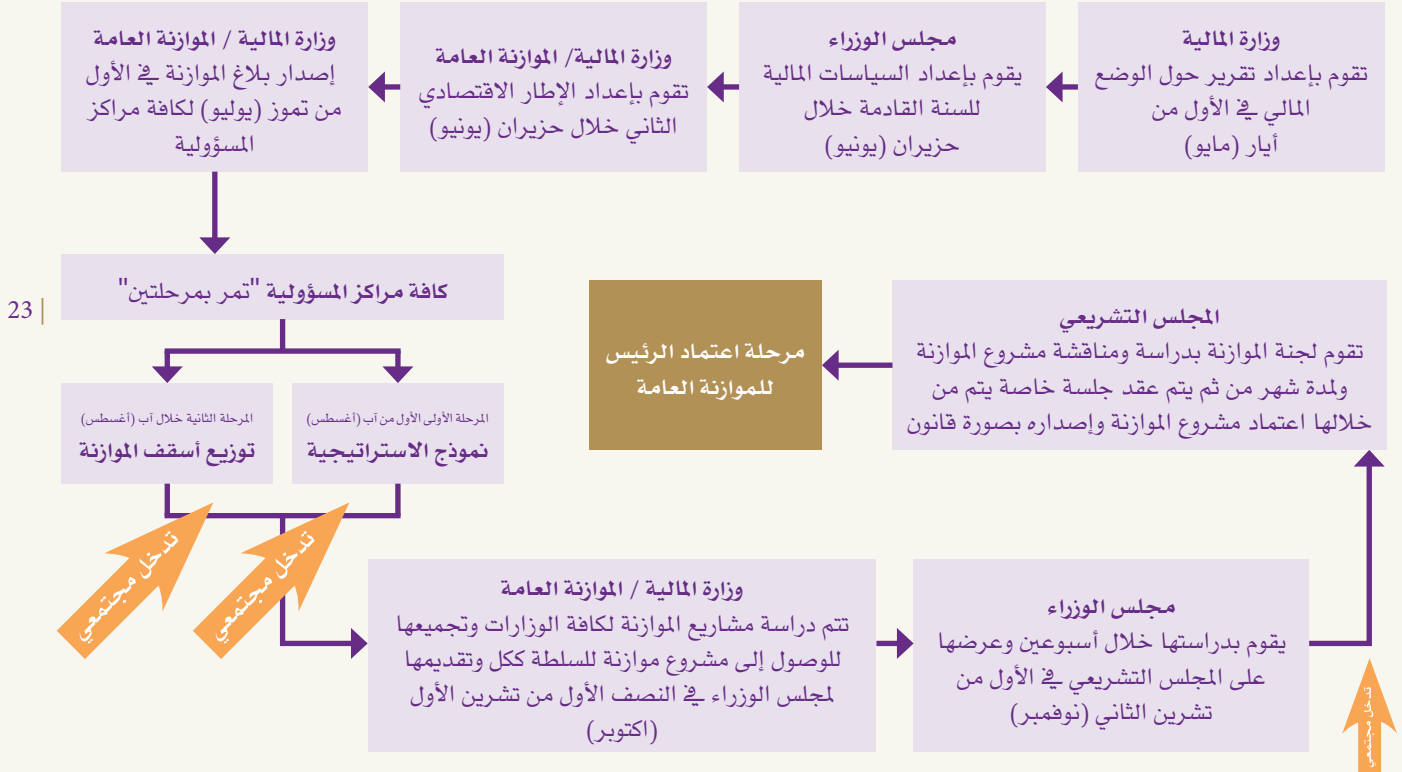 وزارة المالية
تقوم بإعداد تقرير حول الوضع
المالي في الأول من
أيار (مايو)
مجلس الوزراء
يقوم بإعداد السياسات المالية
للسنة القادمة خلال
حزيران (يونيو)
وزارة المالية/ الموازنة العامة
تقوم بإعداد الإطار الاقتصادي
الثاني خلال حزيران (يونيو)
وزارة المالية / الموازنة العامة
إصدار بلاغ الموازنة في الأول
من تموز (يوليو) لكافة مراكز
المسؤولية
كافة مراكز المسؤولية "تمر بمرحلتين"
23 |
المرحلة الأولى الأول من آب (أغسطس)
نموذج الاستراتيجية
المرحلة الثانية خلال آب (أغسطس)
توزيع أسقف الموازنة
تدخل مجتمعي
تدخل مجتمعي
وزارة المالية / الموازنة العامة
تتم دراسة مشاريع الموازنة لكافة الوزارات وتجميعها
للوصول إلى مشروع موازنة للسلطة ككل وتقديمها
لمجلس الوزراء في النصف الأول من تشرين الأول
(اكتوبر)
مجلس الوزراء
يقوم بدراستها خلال أسبوعين وعرضها
على المجلس التشريعي في الأول من
تشرين الثاني (نوفمبر)
تدخل مجتمعي
المجلس التشريعي
تقوم لجنة الموازنة بدراسة ومناقشة مشروع الموازنة
ولمدة شهر من ثم يتم عقد جلسة خاصة يتم من
خلالها اعتماد مشروع الموازنة وإصداره بصورة قانون
مرحلة اعتماد الرئيس
للموازنة العامة